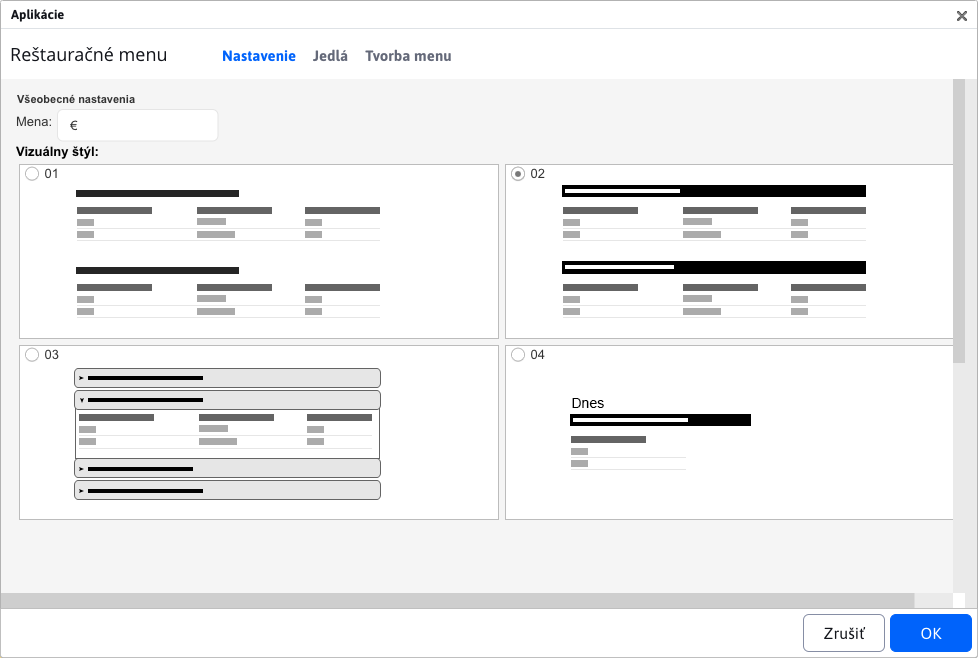 Aplikácie
Reštauračné menu Nastavenie Jedlá Tvorba menu
Všeobecné nastavenia
Mena: €
Vizuálny štýl:
01 02
03 04
Dnes
Zrušiť OK